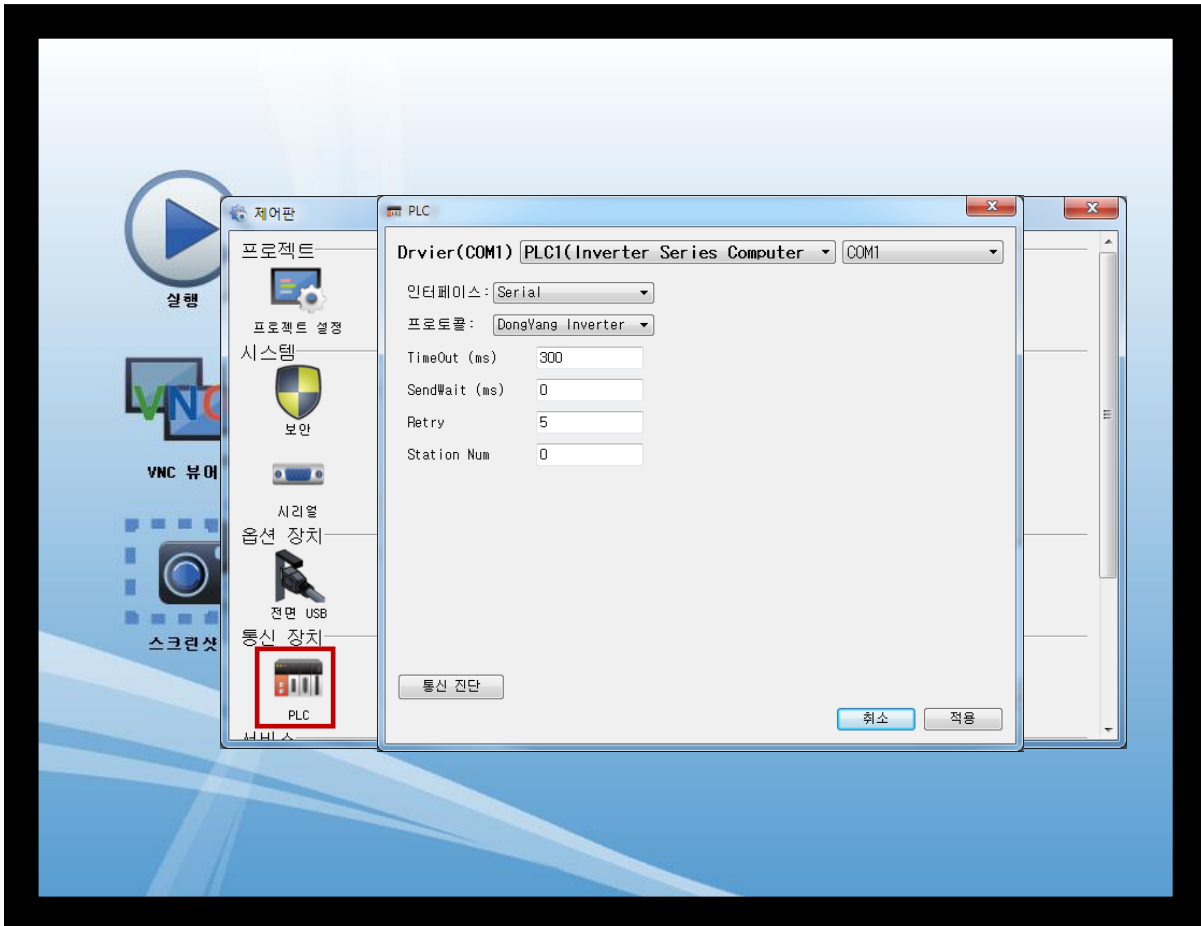 실행
VNC 뷰어
스크린샷
제어판
프로젝트
프로젝트 설정
시스템
보안
시리얼
옵션 장치
전면 USB
통신 장치
PLC
서비스
PLC
Drvier(COM1) PLC1(Inverter Series Computer COM1
인터페이스: Serial
프로토콜: DongYang Inverter
TimeOut (ms) 300
SendWait (ms) 0
Retry 5
Station Num 0
통신 진단
취소 적용